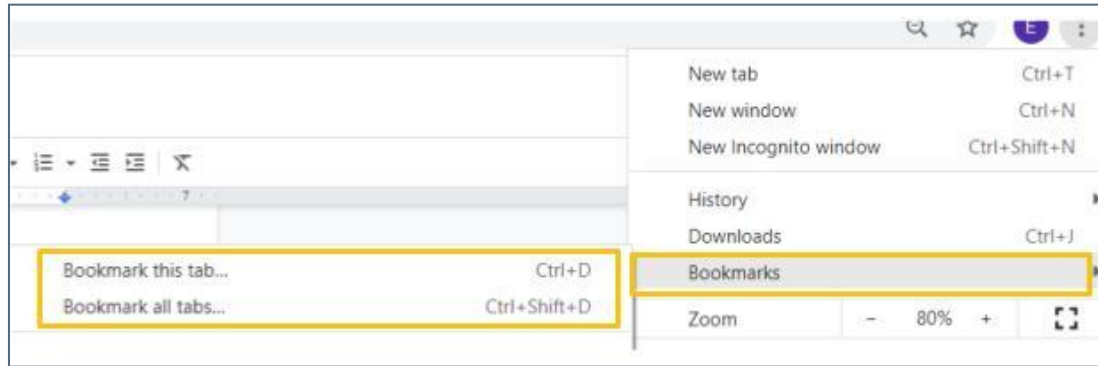 E
New tab Ctrl+T
New window Ctrl+N
New Incognito window Ctrl+Shift+N
7
History
Downloads Ctrl+J
Bookmark this tab... Ctrl+D
Bookmarks
Bookmark all tabs... Ctrl+Shift+D
Zoom - 80% +